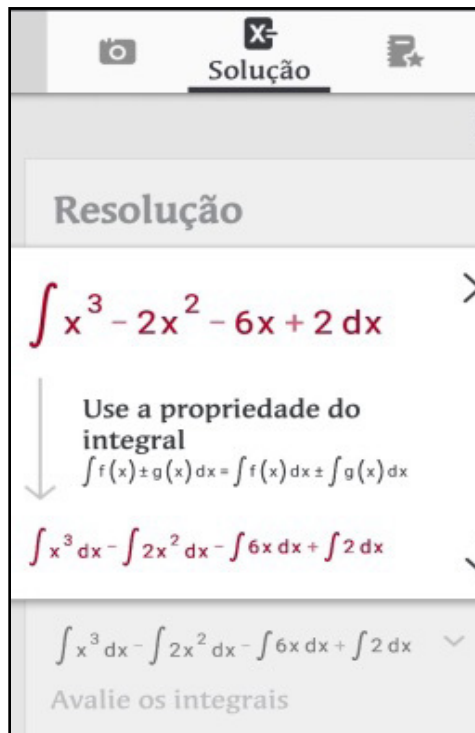 Solução
Resolução
∫ x³ - 2x² - 6x + 2 dx
Use a propriedade do
integral
∫ f(x) ± g(x) dx = ∫ f(x) dx ± ∫ g(x) dx
∫ x³ dx - ∫ 2x² dx - ∫ 6x dx + ∫ 2 dx
∫ x³ dx - ∫ 2x² dx - ∫ 6x dx + ∫ 2 dx
Avalie os integrais